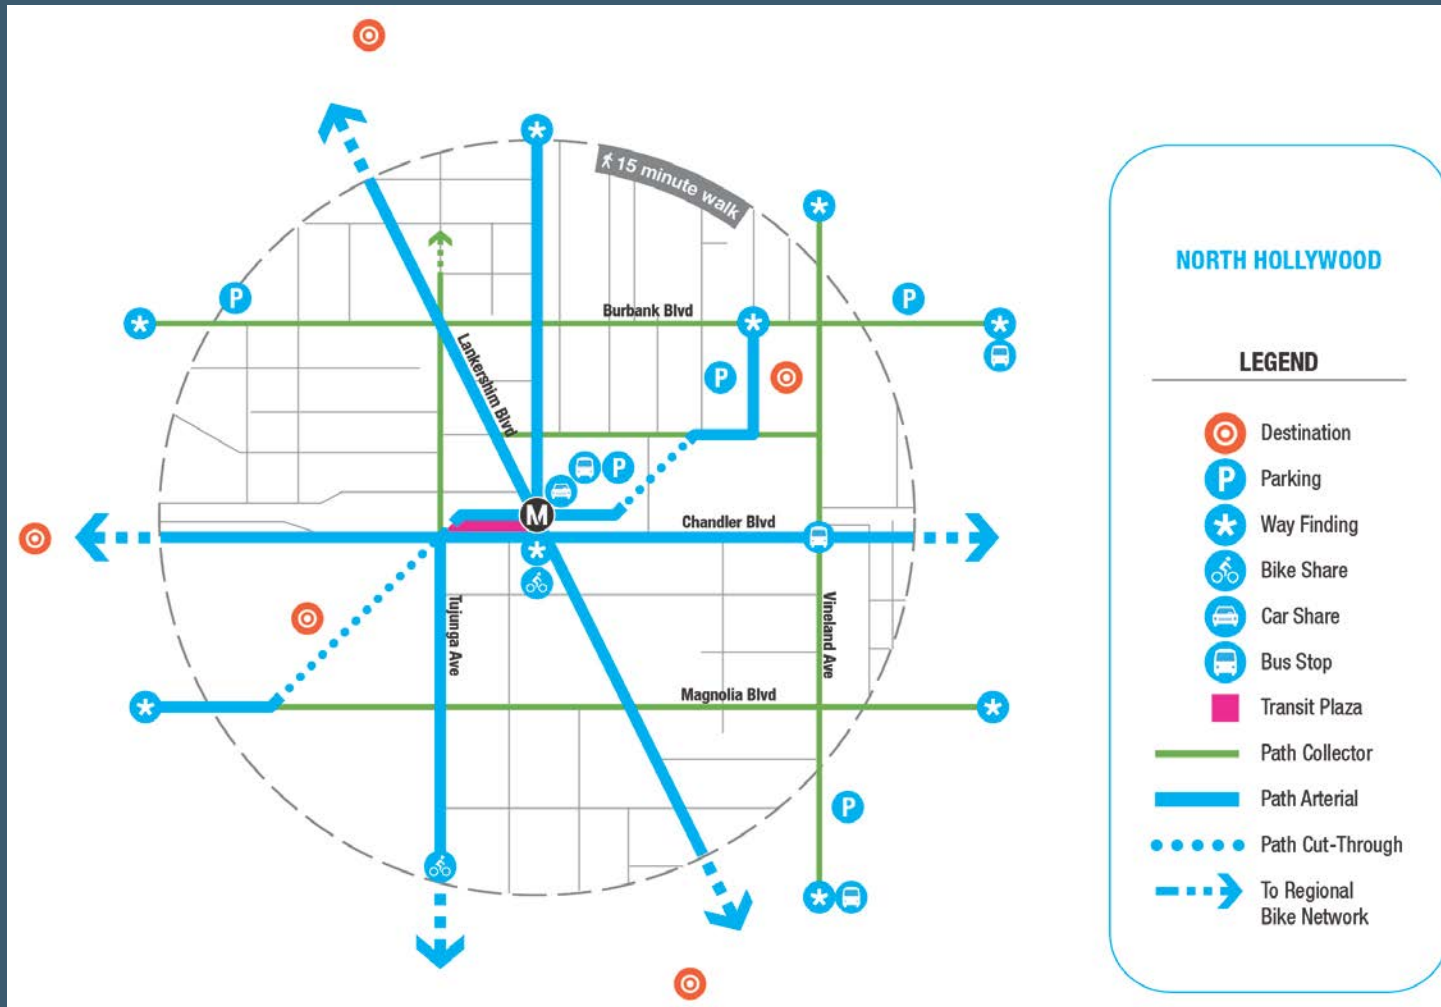 15 minute walk
P
P
Burbank Blvd
Lankershim Blvd
P
P
M
Chandler Blvd
Tujunga Ave
Vineland Ave
Magnolia Blvd
P
NORTH HOLLYWOOD
LEGEND
Destination
P Parking
Way Finding
Bike Share
Car Share
Bus Stop
Transit Plaza
Path Collector
Path Arterial
Path Cut-Through
To Regional
Bike Network